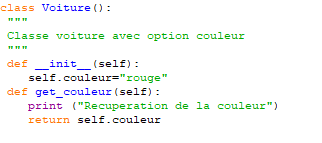 class Voiture():
"""
Classe voiture avec option couleur
"""
def __init__(self):
self.couleur="rouge"
def get_couleur(self):
print ("Recuperation de la couleur")
return self.couleur